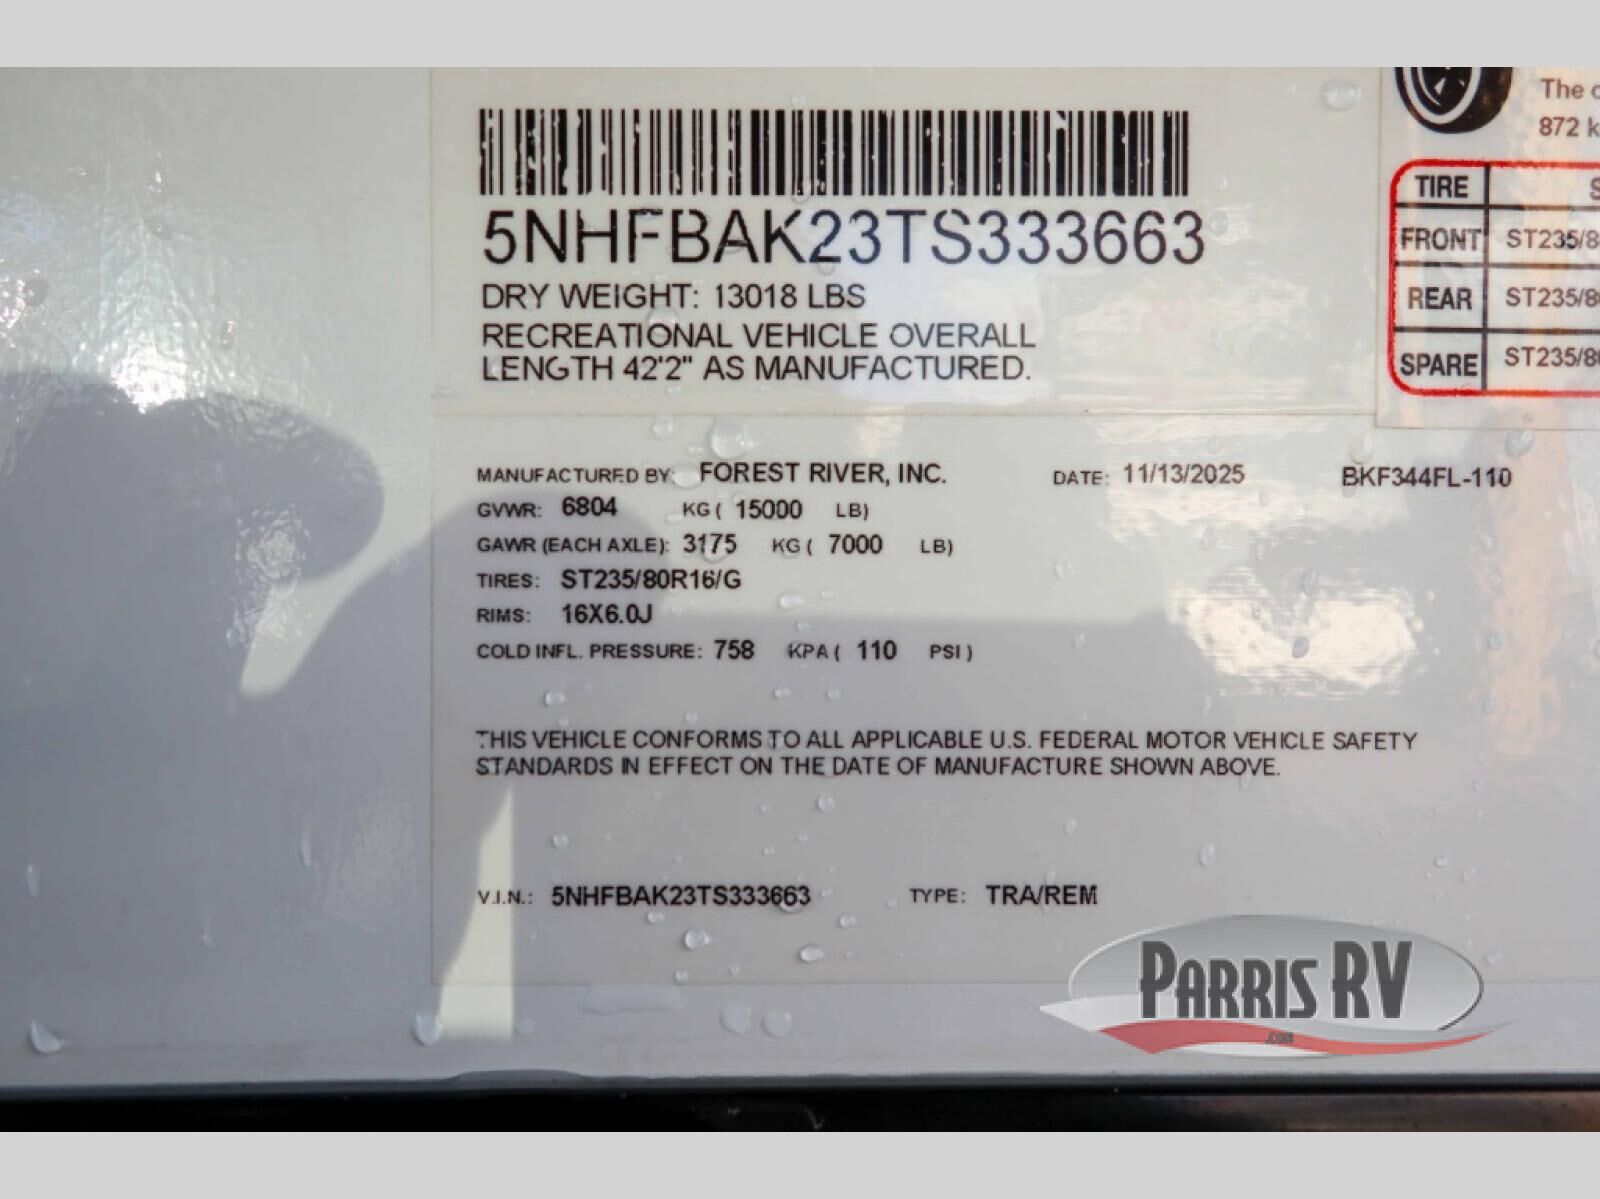 5NHFBAK23TS333663
DRY WEIGHT: 13018 LBS
RECREATIONAL VEHICLE OVERALL
LENGTH 42'2" AS MANUFACTURED.
The
872
TIRE
FRONT ST235/8
REAR ST235/8
SPARE ST235/80
MANUFACTURED BY: FOREST RIVER, INC. DATE: 11/13/2025 BKF344FL-110
GVWR: 6804 KG ( 15000 LB)
GAWR (EACH AXLE): 3175 KG ( 7000 LB)
TIRES: ST235/80R16/G
RIMS: 16X6.0J
COLD INFL. PRESSURE: 758 KPA ( 110 PSI )
THIS VEHICLE CONFORMS TO ALL APPLICABLE U.S. FEDERAL MOTOR VEHICLE SAFETY
STANDARDS IN EFFECT ON THE DATE OF MANUFACTURE SHOWN ABOVE.
V.I.N.: 5NHFBAK23TS333663 TYPE: TRA/REM
PARRIS RV
.COM